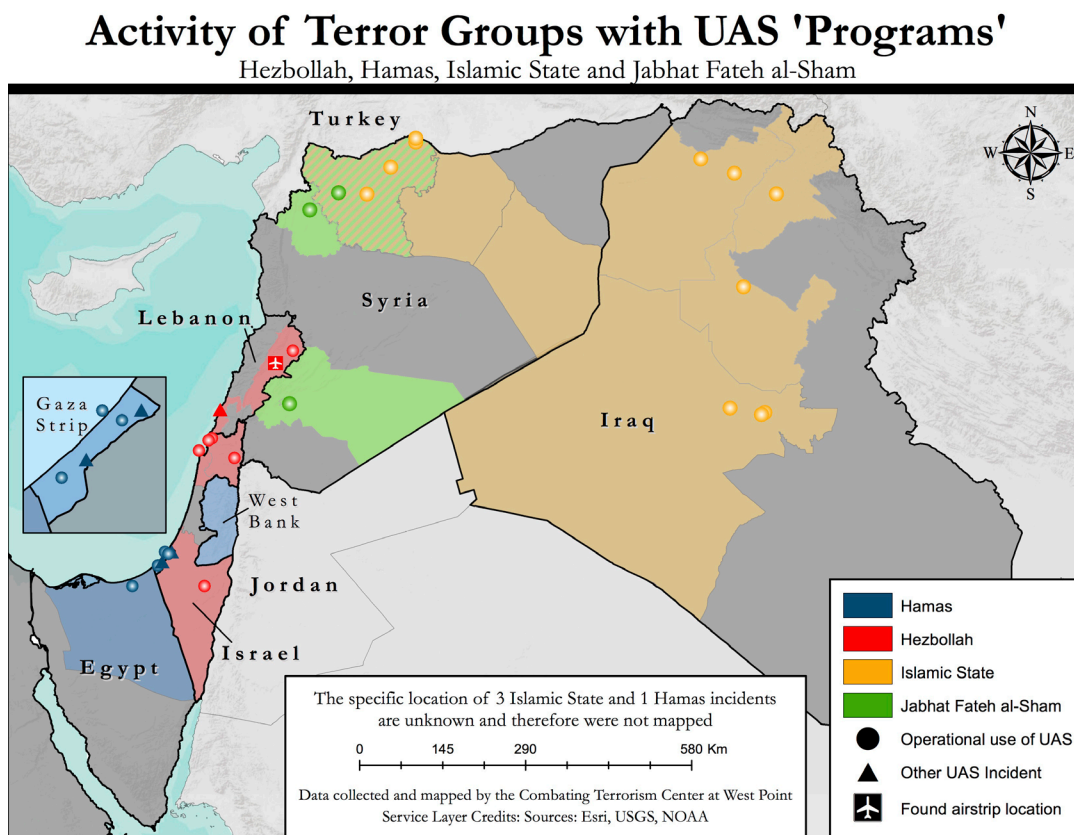 Activity of Terror Groups with UAS 'Programs'
Hezbollah, Hamas, Islamic State and Jabhat Fateh al-Sham
Turkey
N
W
E
S
Syria
Lebanon
Gaza
Strip
Iraq
West
Bank
Jordan
Israel
Egypt
Hamas
Hezbollah
Islamic State
Jabhat Fateh al-Sham
Operational use of UAS
Other UAS Incident
Found airstrip location
The specific location of 3 Islamic State and 1 Hamas incidents
are unknown and therefore were not mapped
0 145 290 580 Km
Data collected and mapped by the Combating Terrorism Center at West Point
Service Layer Credits: Sources: Esri, USGS, NOAA